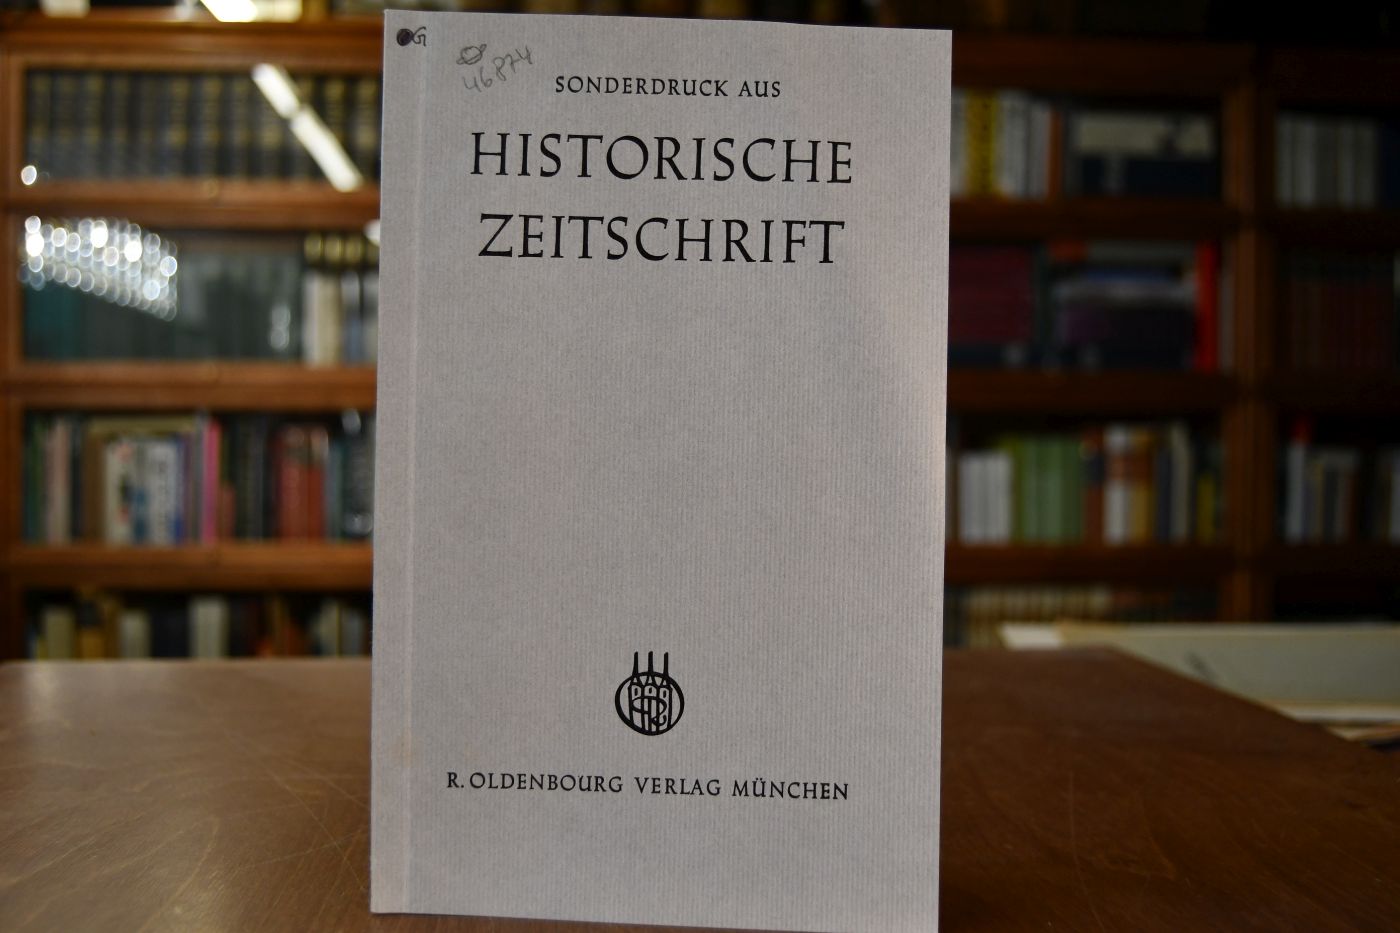 G
46874
SONDERDRUCK AUS
HISTORISCHE
ZEITSCHRIFT
R. OLDENBOURG VERLAG MÜNCHEN